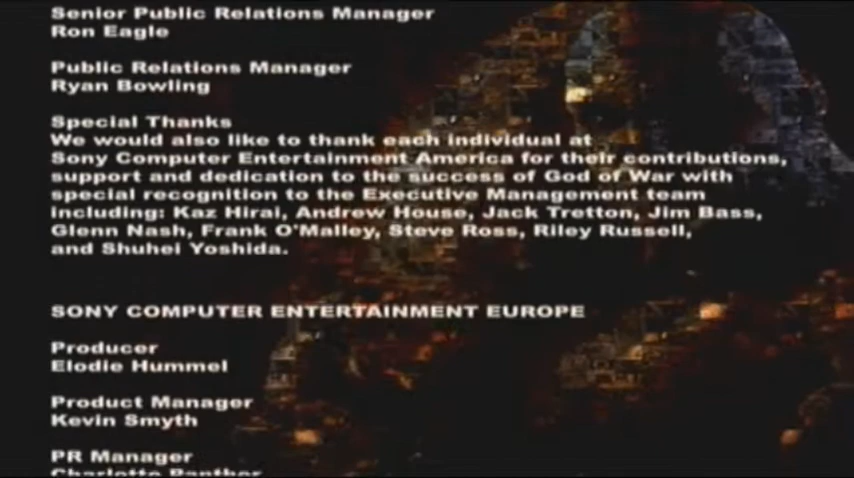 Senior Public Relations Manager
Ron Eagle
Public Relations Manager
Ryan Bowling
Special Thanks
We would also like to thank each individual at
Sony Computer Entertainment America for their contributions,
support and dedication to the success of God of War with
special recognition to the Executive Management team
including: Kaz Hirai, Andrew House, Jack Tretton, Jim Bass,
Glenn Nash, Frank O'Malley, Steve Ross, Riley Russell,
and Shuhei Yoshida.
SONY COMPUTER ENTERTAINMENT EUROPE
Producer
Elodie Hummel
Product Manager
Kevin Smyth
PR Manager
Charlotte Panther